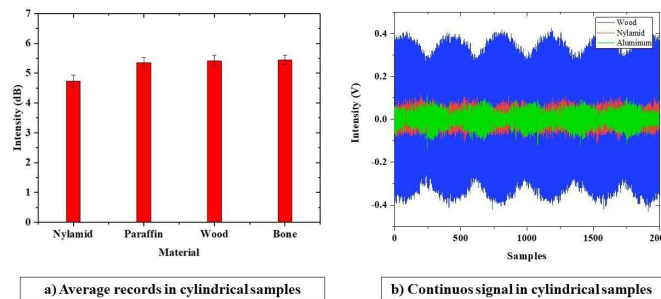 7
6
5
4
3
2
1
0
Intensity (dB)
Nylamid Paraffin Wood Bone
Material
a) Average records in cylindrical samples
Wood
Nylamid
Aluminum
0.4
0.2
0.0
-0.2
-0.4
Intensity (V)
0 500 1000 1500 200
Samples
b) Continuos signal in cylindrical samples